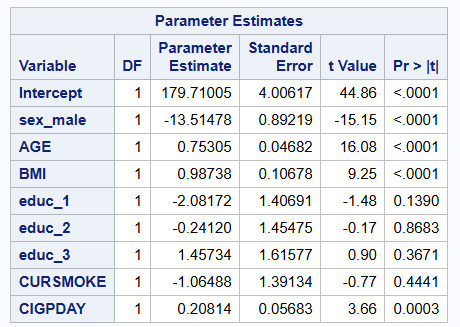 Parameter Estimates
Variable DF Parameter Estimate Standard Error t Value Pr > |t|
Intercept 1 179.71005 4.00617 44.86 <.0001
sex_male 1 -13.51478 0.89219 -15.15 <.0001
AGE 1 0.75305 0.04682 16.08 <.0001
BMI 1 0.98738 0.10678 9.25 <.0001
educ_1 1 -2.08172 1.40691 -1.48 0.1390
educ_2 1 -0.24120 1.45475 -0.17 0.8683
educ_3 1 1.45734 1.61577 0.90 0.3671
CURSMOKE 1 -1.06488 1.39134 -0.77 0.4441
CIGPDAY 1 0.20814 0.05683 3.66 0.0003